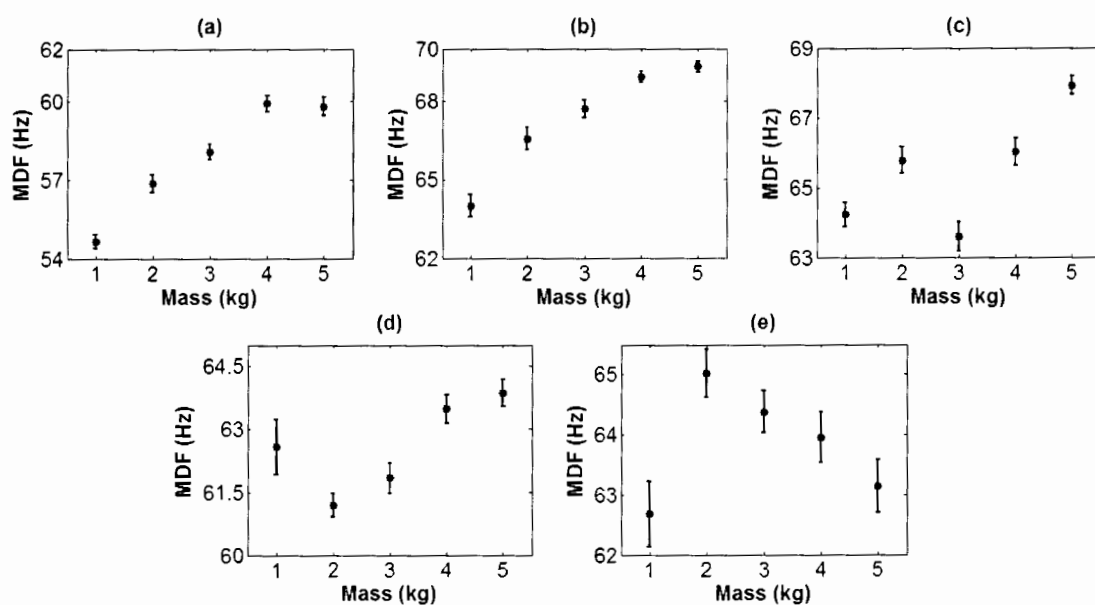 (a)
MDF (Hz)
62
60
57
54
1 2 3 4 5
Mass (kg)
(b)
MDF (Hz)
70
68
65
62
1 2 3 4 5
Mass (kg)
(c)
MDF (Hz)
69
67
65
63
1 2 3 4 5
Mass (kg)
(d)
MDF (Hz)
64.5
63
61.5
60
1 2 3 4 5
Mass (kg)
(e)
MDF (Hz)
65
64
63
62
1 2 3 4 5
Mass (kg)